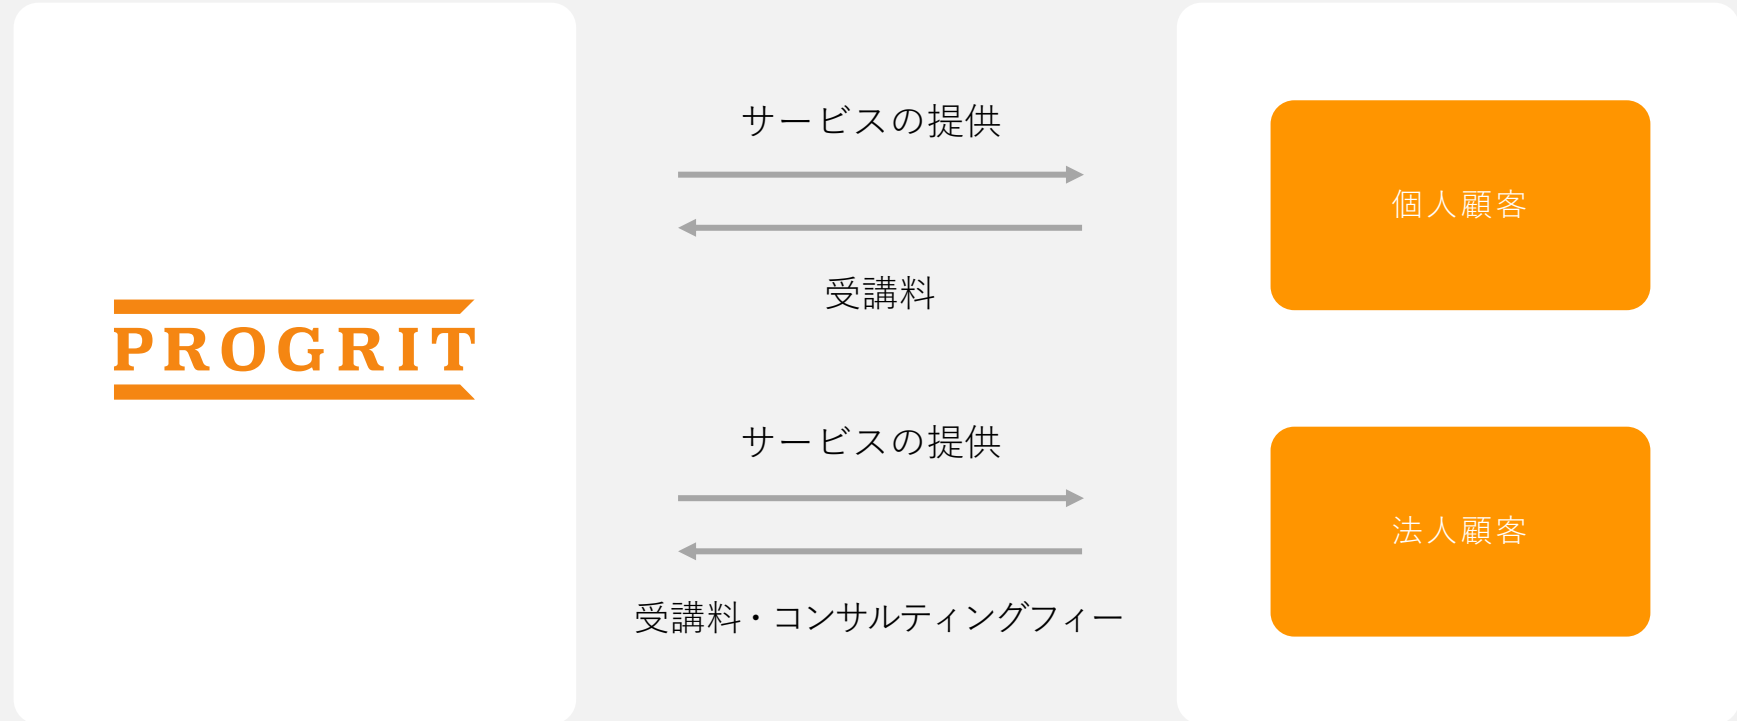 PROGRIT
サービスの提供
受講料
サービスの提供
受講料・コンサルティングフィー
個人顧客
法人顧客